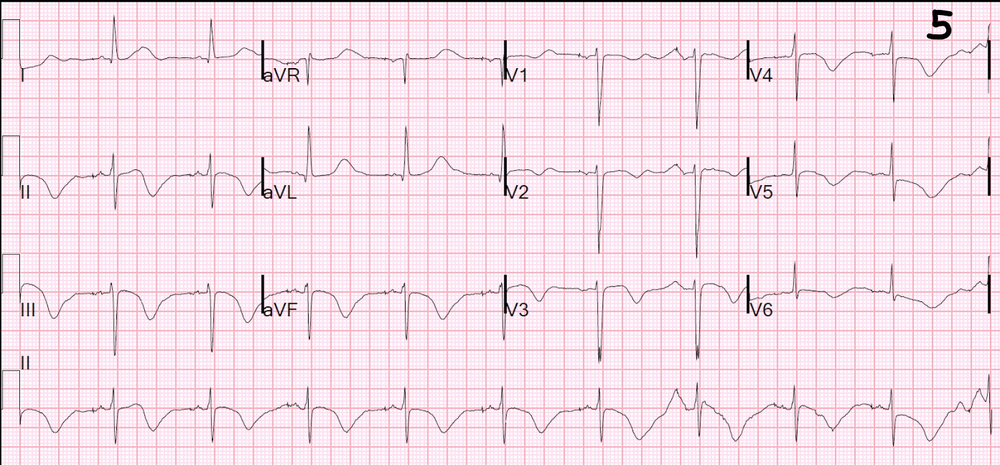 5
I aVR V1 V4
II aVL V2 V5
III aVF V3 V6
II